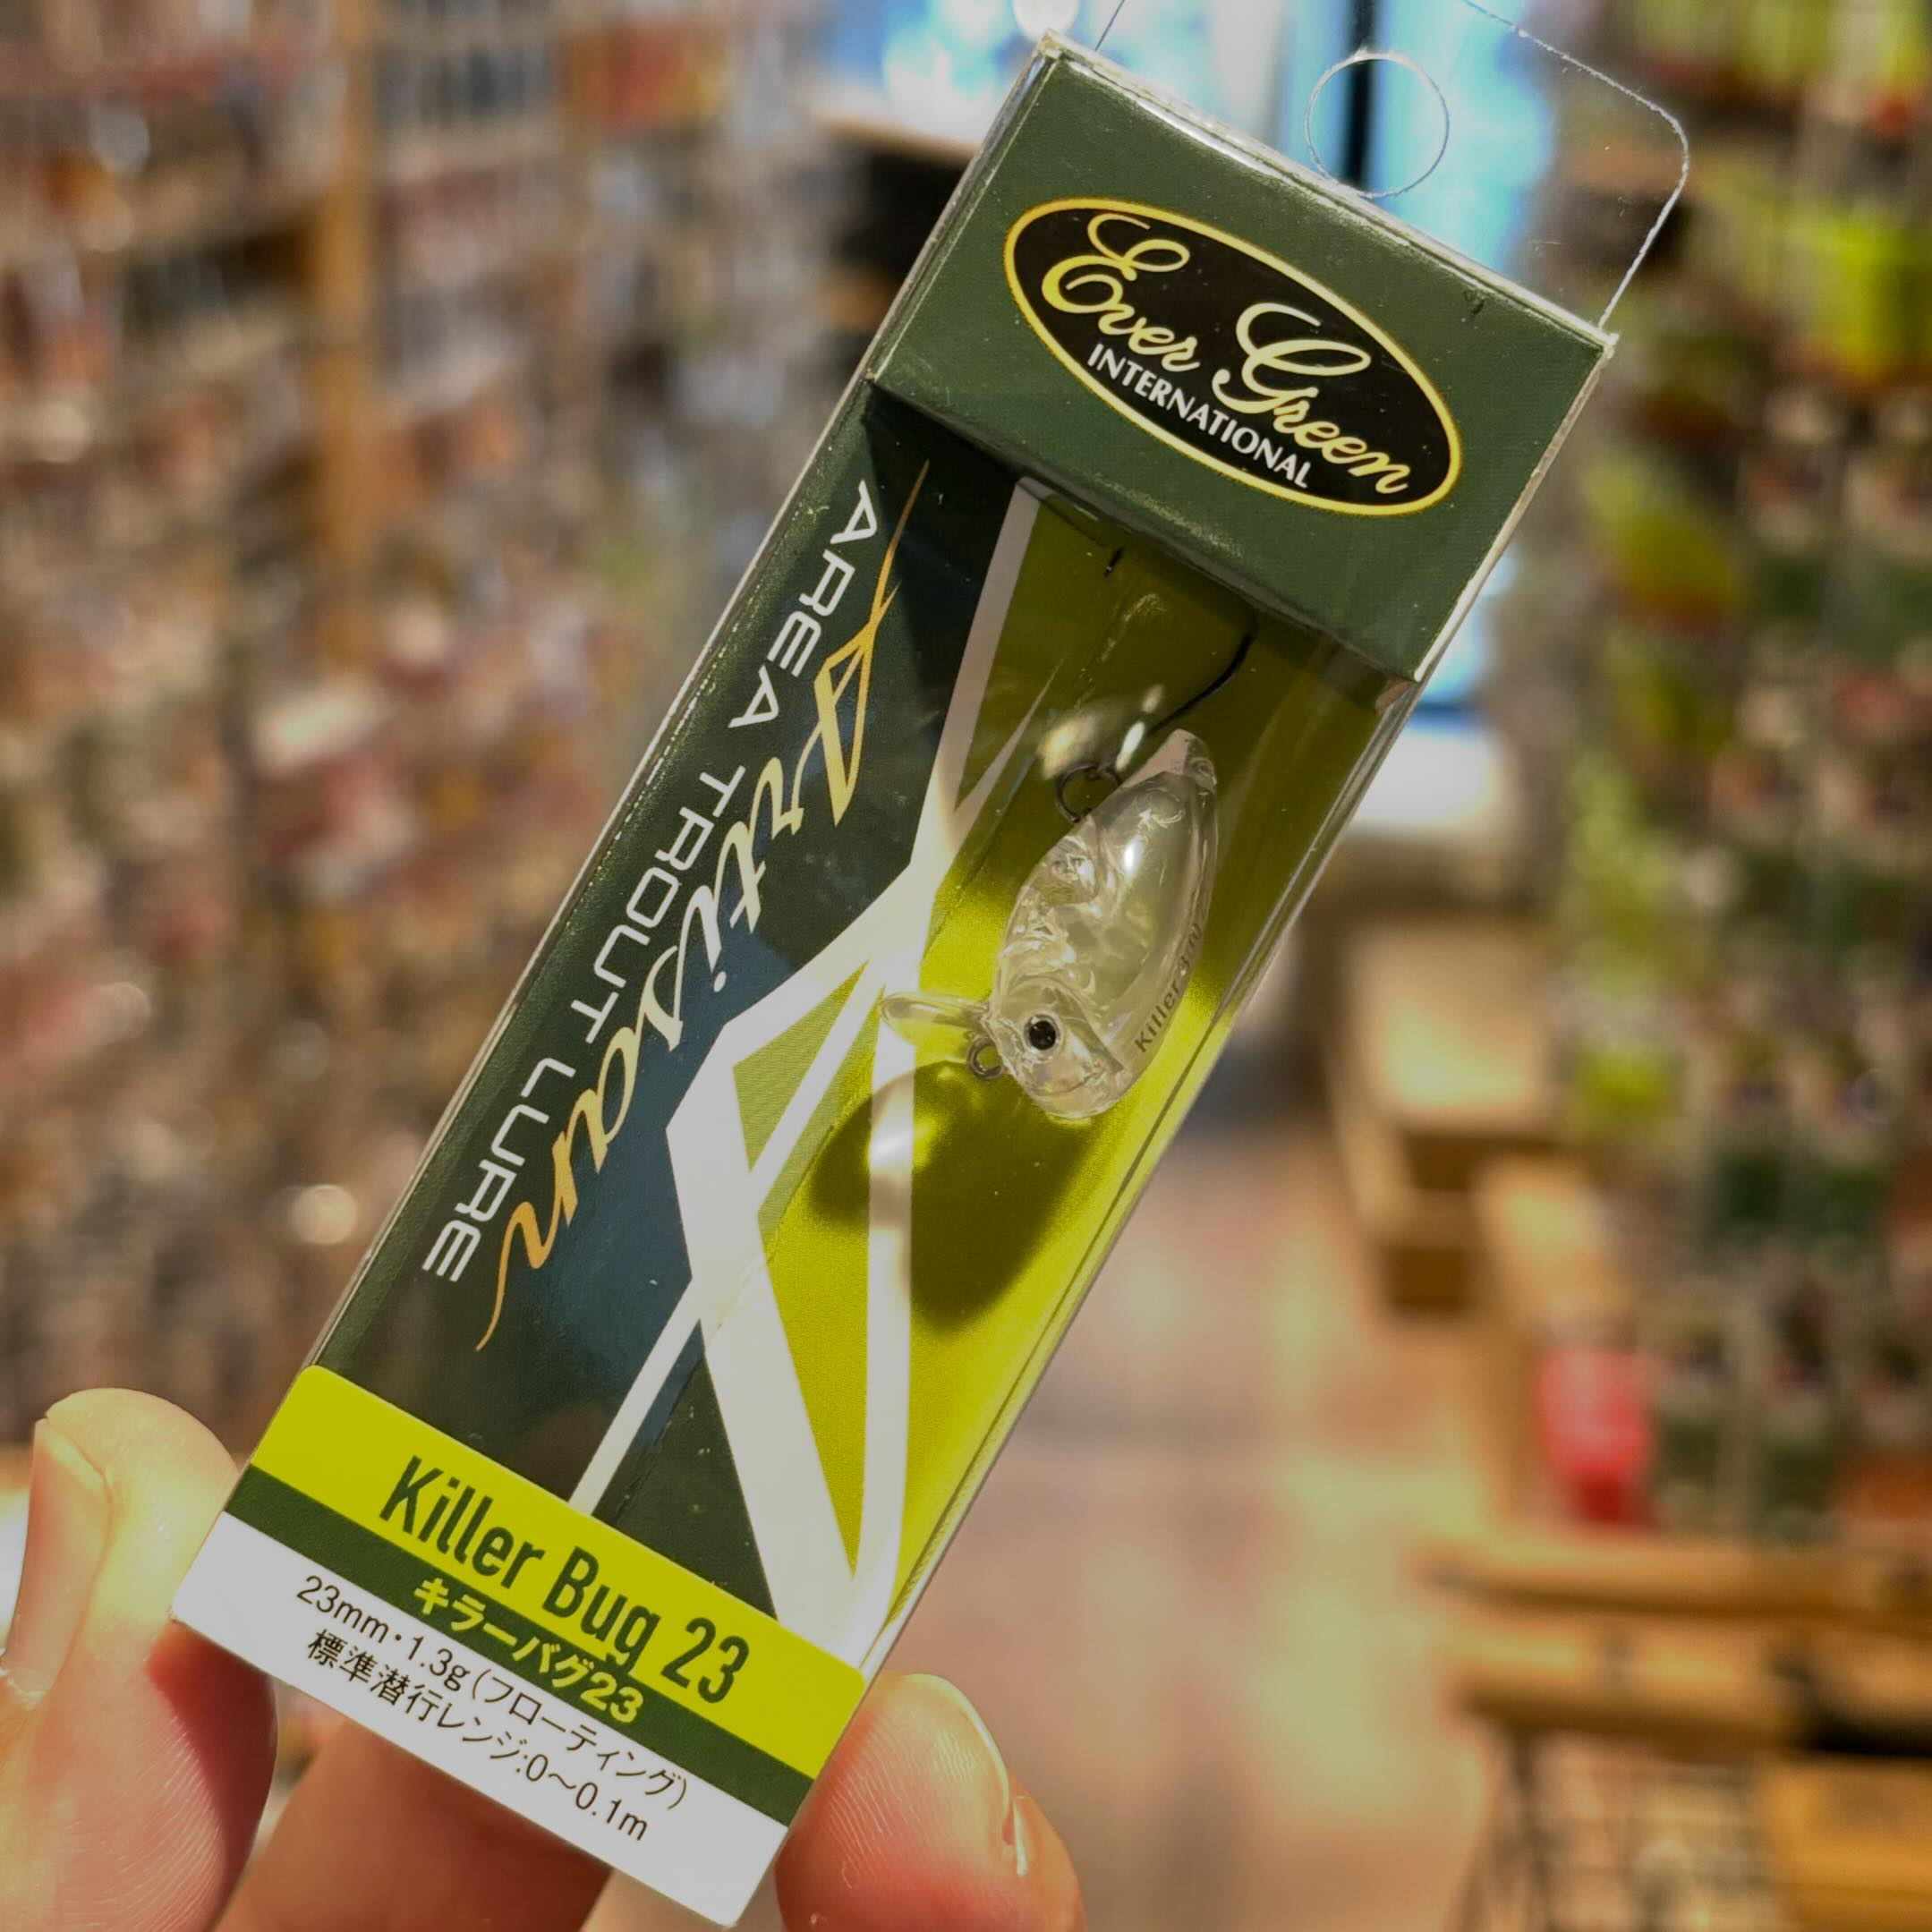 Ever Green
INTERNATIONAL
Artisan
AREA TROUT LURE
Killer Bug
Killer Bug 23
キラーバグ23
23mm・1.3g（フローティング）
標準潜行レンジ:0～0.1m